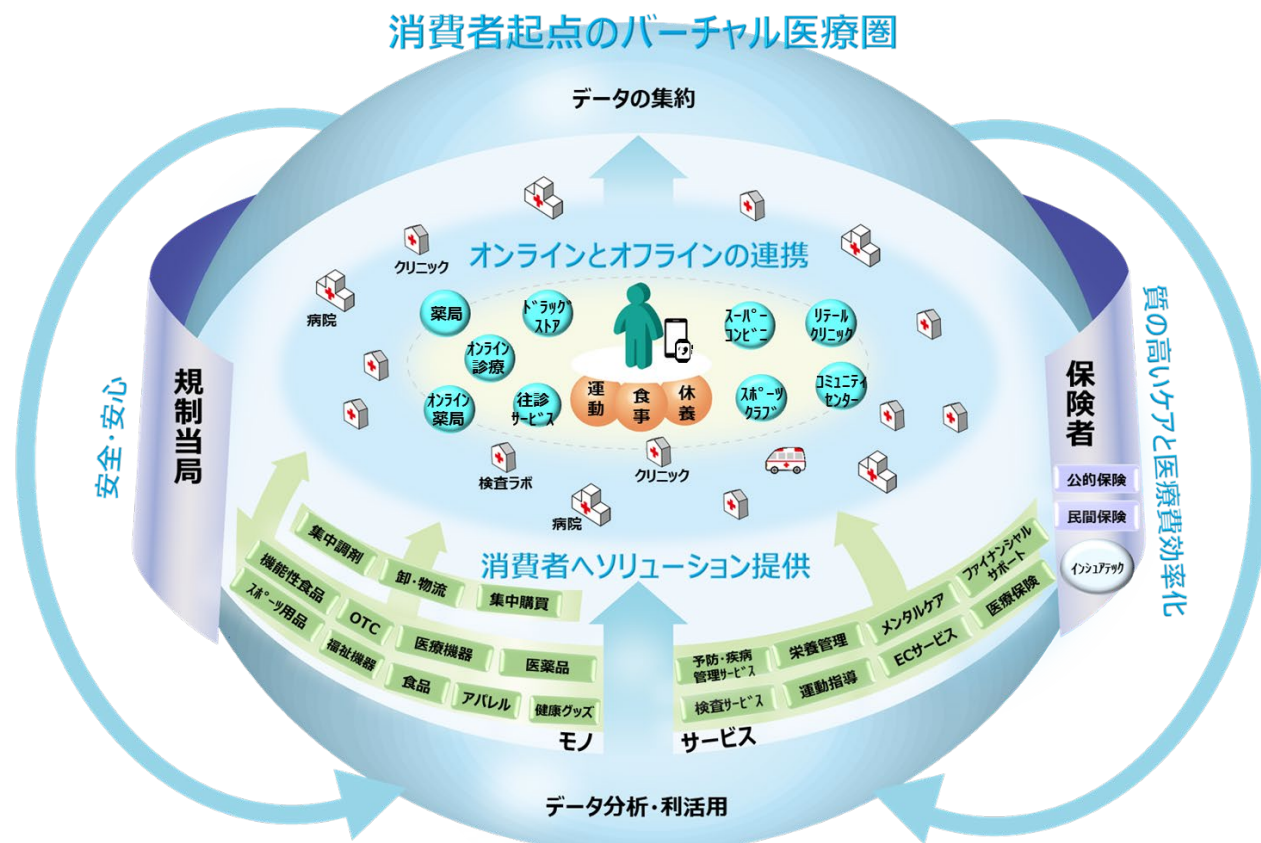 消費者起点のバーチャル医療圏
データの集約
オンラインとオフラインの連携
クリニック
病院
薬局
ドラッグ
ストア
オンライン
診療
オンライン
薬局
往診
サービス
運動
食事
休養
スーパー
コンビニ
リテール
クリニック
スポーツ
クラブ
コミュニティ
センター
検査ラボ
クリニック
病院
規制当局
安全・安心
保険者
公的保険
民間保険
インシュアテック
質の高いケアと医療費効率化
消費者へソリューション提供
集中調剤
卸・物流
集中購買
機能性食品
OTC
医療機器
医薬品
スポーツ用品
福祉機器
食品
アパレル
健康グッズ
モノ
予防・疾病
管理サービス
栄養管理
メンタルケア
ファイナンシャル
サポート
検査サービス
運動指導
ECサービス
医療保険
サービス
データ分析・利活用